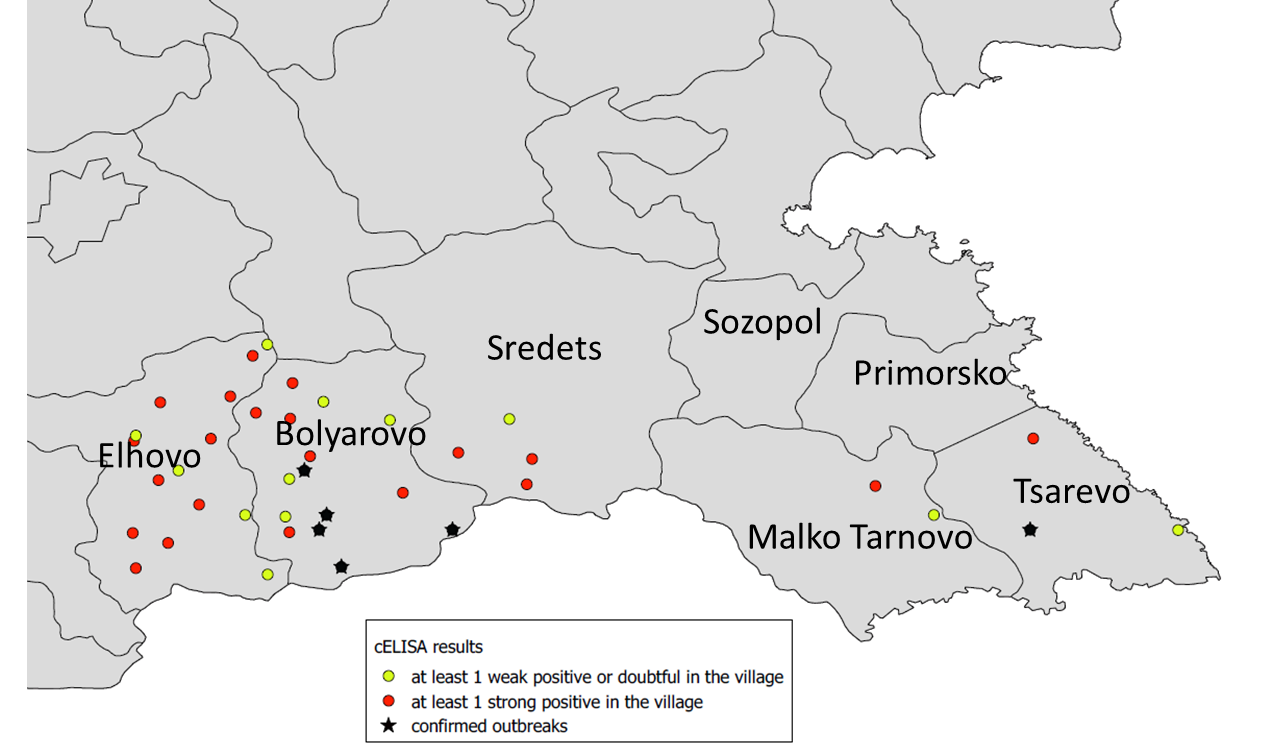 Sozopol
Sredets
Primorsko
Bolyarovo
Elhovo
Tsarevo
Malko Tarnovo
cELISA results
at least 1 weak positive or doubtful in the village
at least 1 strong positive in the village
confirmed outbreaks